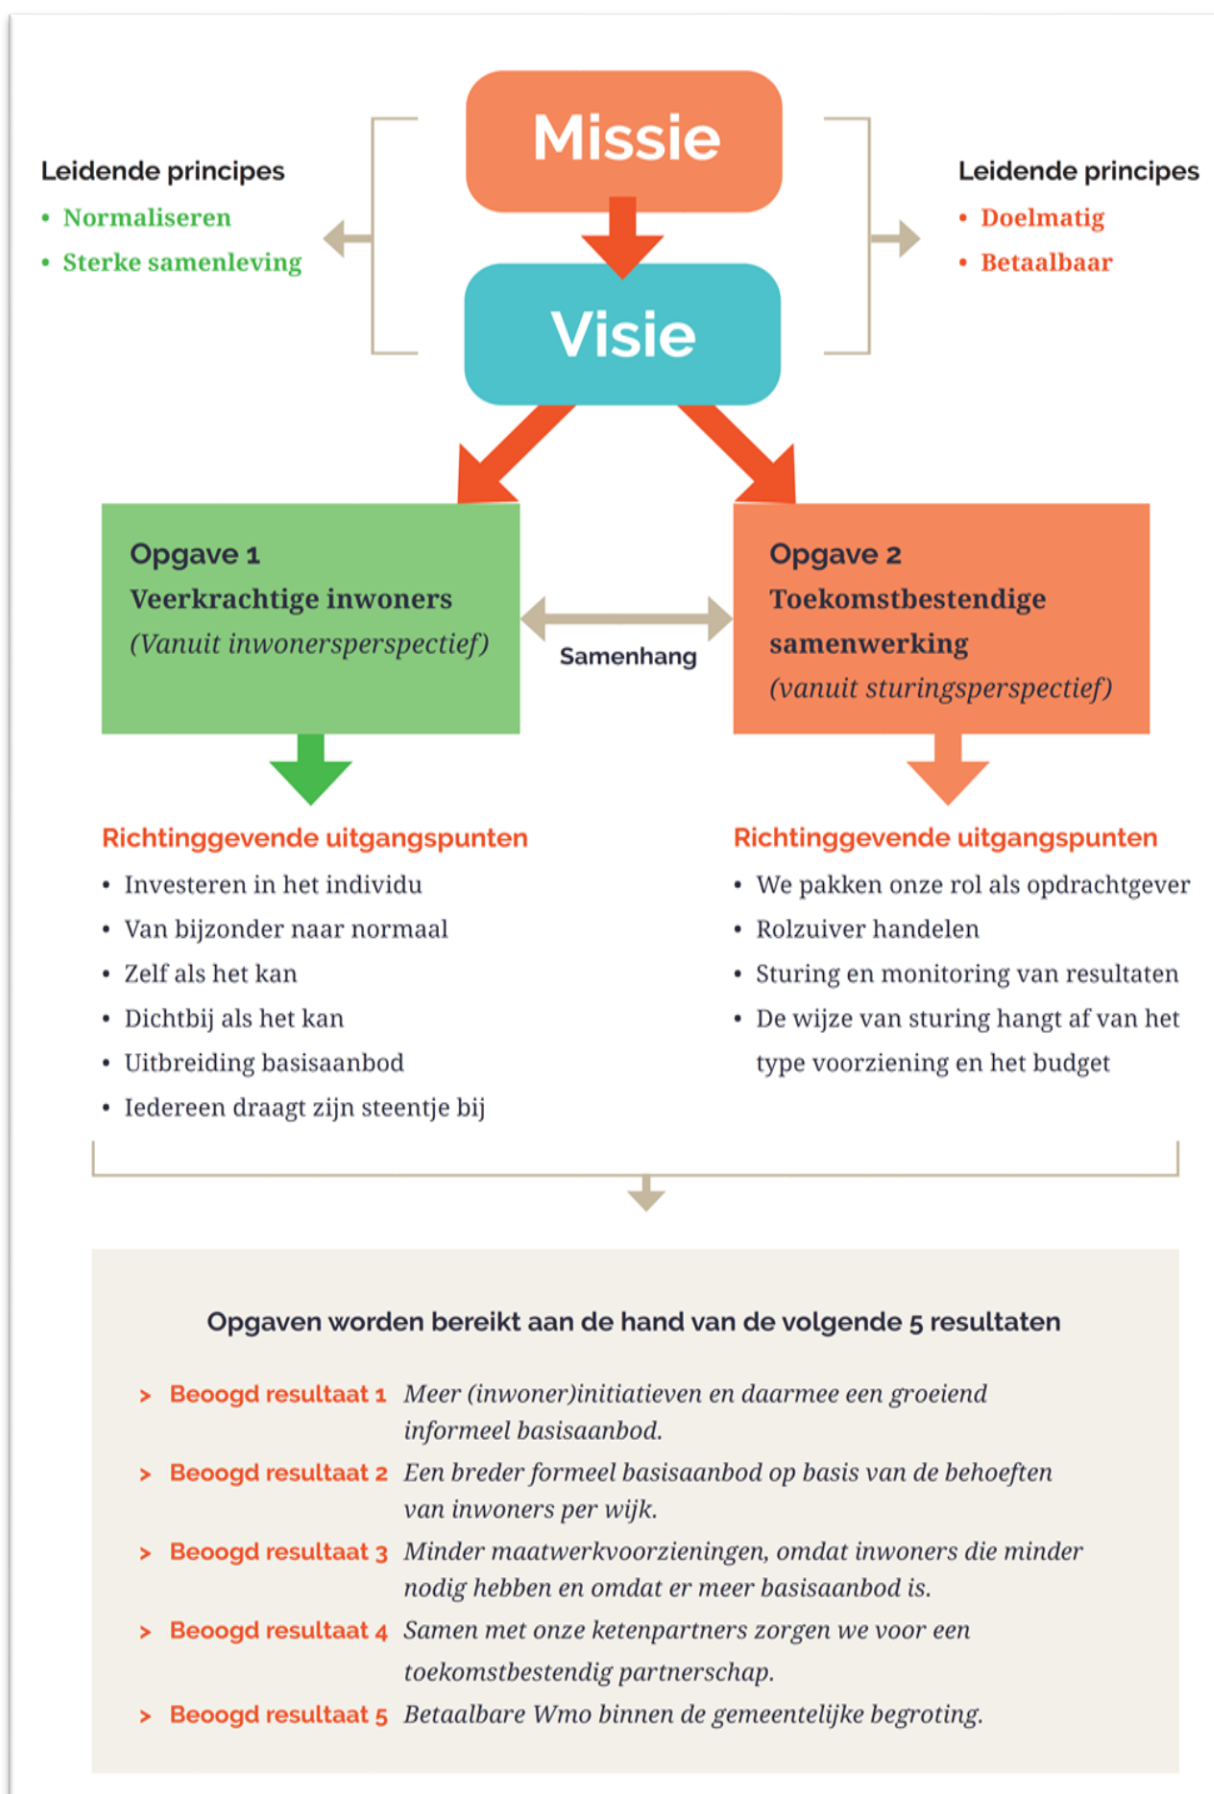 Missie
Leidende principes
• Normaliseren
• Sterke samenleving
Leidende principes
• Doelmatig
• Betaalbaar
Visie
Opgave 1
Veerkrachtige inwoners
(Vanuit inwonersperspectief)
Samenhang
Opgave 2
Toekomstbestendige
samenwerking
(vanuit sturingsperspectief)
Richtinggevende uitgangspunten
• Investeren in het individu
• Van bijzonder naar normaal
• Zelf als het kan
• Dichtbij als het kan
• Uitbreiding basisaanbod
• Iedereen draagt zijn steentje bij
Richtinggevende uitgangspunten
• We pakken onze rol als opdrachtgever
• Rolzuiver handelen
• Sturing en monitoring van resultaten
• De wijze van sturing hangt af van het
type voorziening en het budget
Opgaven worden bereikt aan de hand van de volgende 5 resultaten
> Beoogd resultaat 1 Meer (inwoner)initiatieven en daarmee een groeiend
informeel basisaanbod.
> Beoogd resultaat 2 Een breder formeel basisaanbod op basis van de behoeften
van inwoners per wijk.
> Beoogd resultaat 3 Minder maatwerkvoorzieningen, omdat inwoners die minder
nodig hebben en omdat er meer basisaanbod is.
> Beoogd resultaat 4 Samen met onze ketenpartners zorgen we voor een
toekomstbestendig partnerschap.
> Beoogd resultaat 5 Betaalbare Wmo binnen de gemeentelijke begroting.